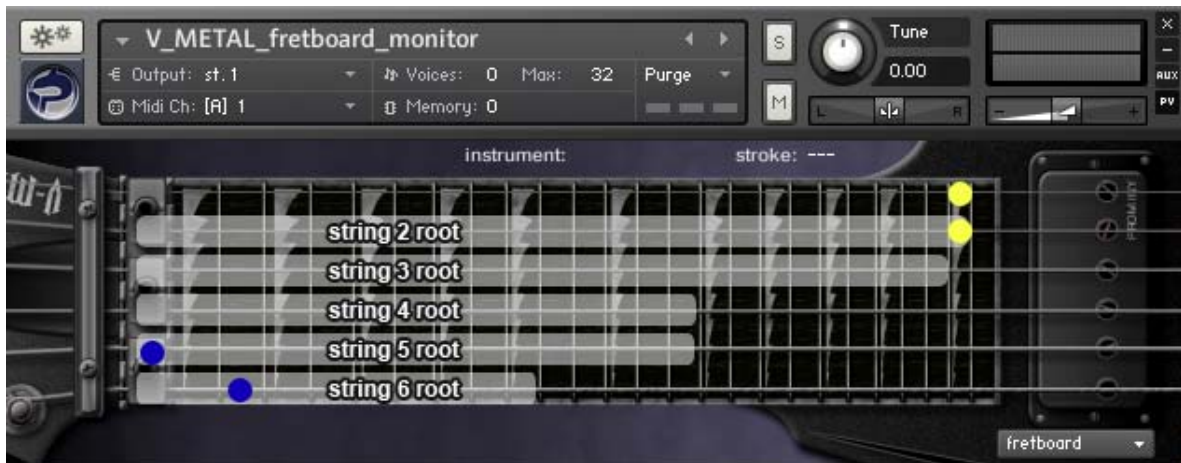 V_METAL_fretboard_monitor
S
Tune
Output: st. 1
Voices: 0 Max: 32
Purge
0.00
AUX
Midi Ch: [A] 1
Memory: 0
M
L R
- +
PV
instrument:
stroke: ---
string 2 root
string 3 root
string 4 root
string 5 root
string 6 root
fretboard